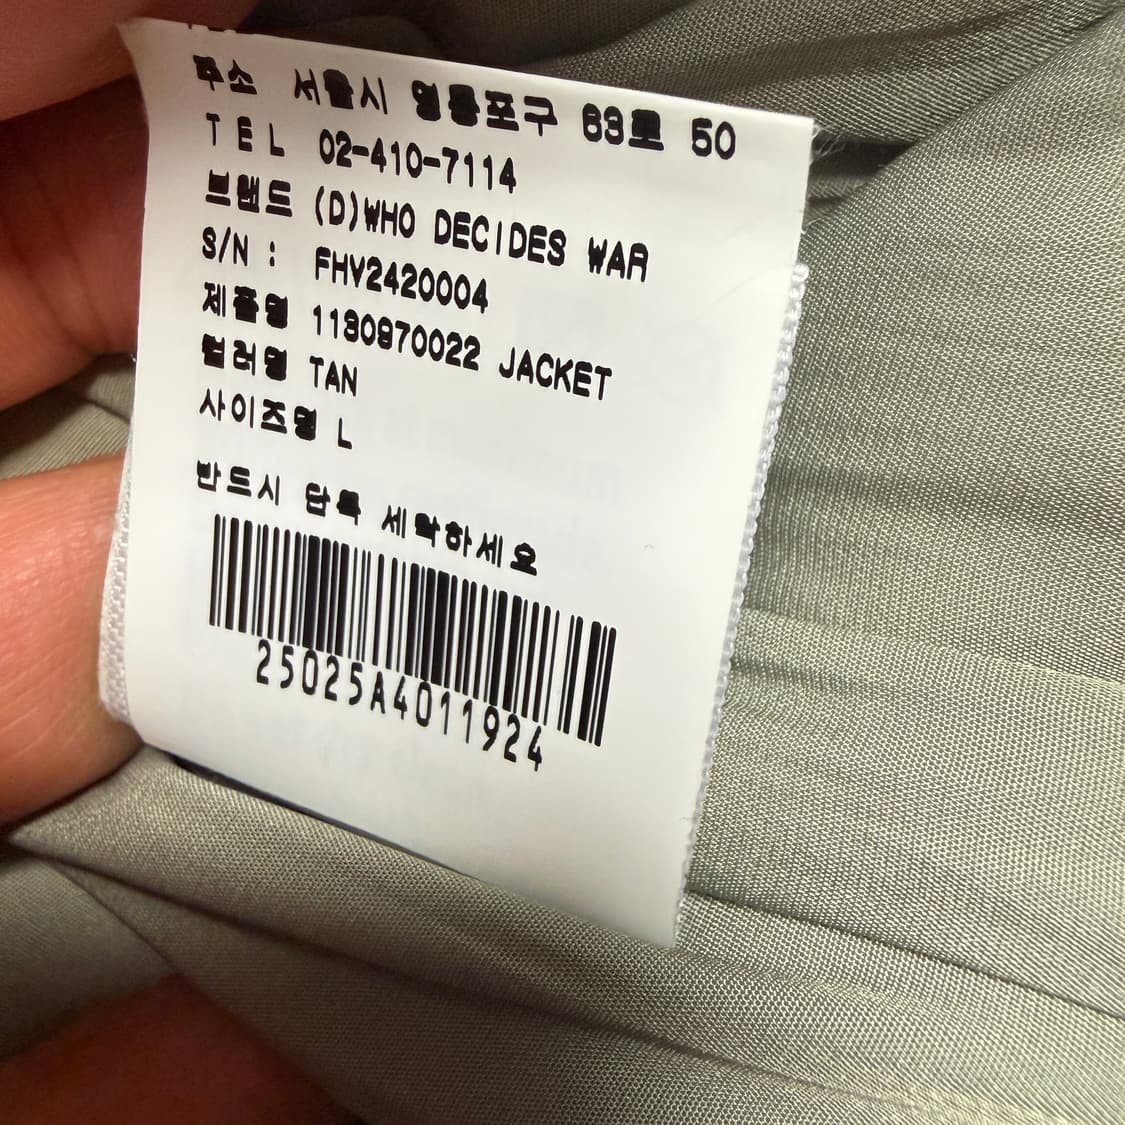 주소 서울시 영등포구 63로 50
TEL 02-410-7114
브랜드 (D)WHO DECIDES WAR
S/N : FHV2420004
제품명 1130970022 JACKET
컬러명 TAN
사이즈명 L
반드시 단독 세탁하세요
25025A4011924